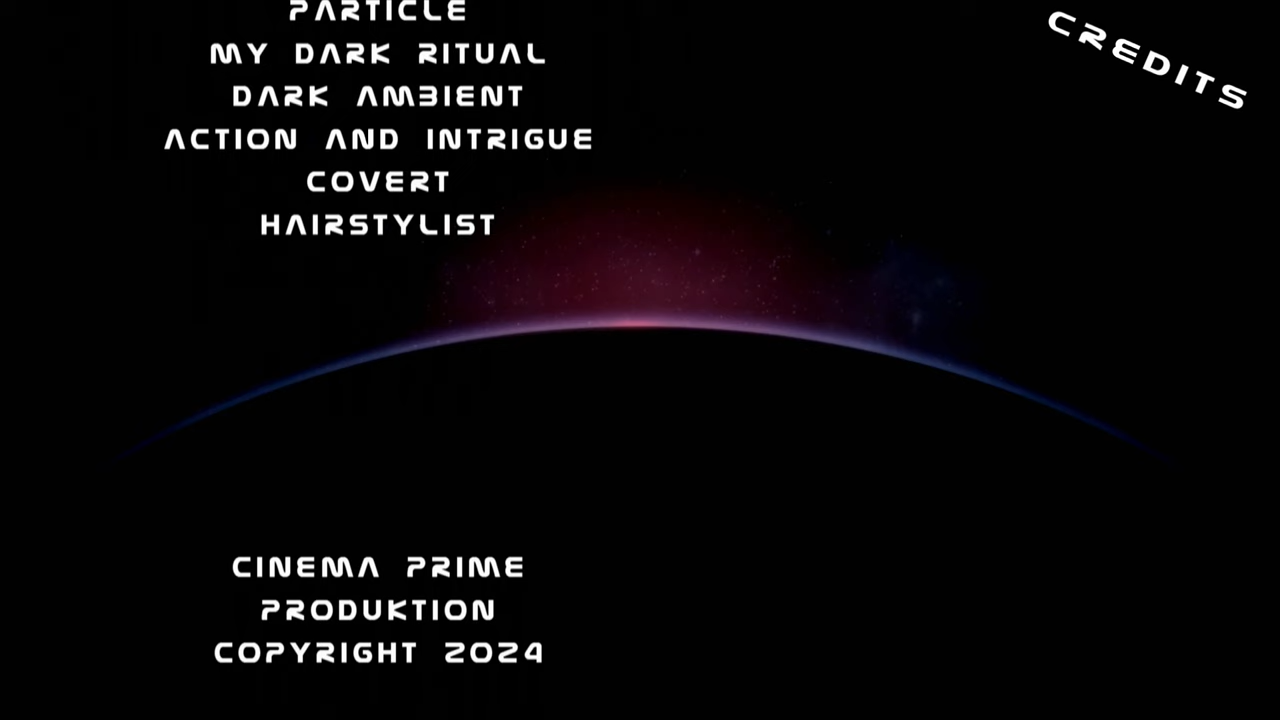 PARTICLE
MY DARK RITUAL
DARK AMBIENT
ACTION AND INTRIGUE
COVERT
HAIRSTYLIST
CREDITS
CINEMA PRIME
PRODUKTION
COPYRIGHT 2024